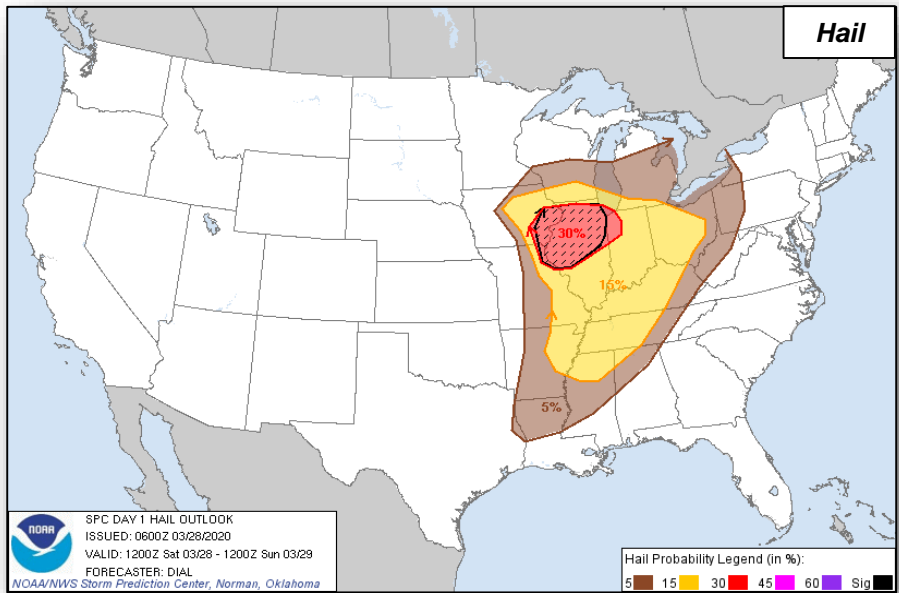 Hail
30%
15%
5%
NOAA
SPC DAY 1 HAIL OUTLOOK
ISSUED: 0600Z 03/28/2020
VALID: 1200Z Sat 03/28 - 1200Z Sun 03/29
FORECASTER: DIAL
NOAA/NWS Storm Prediction Center, Norman, Oklahoma
Hail Probability Legend (in %):
5 15 30 45 60 Sig